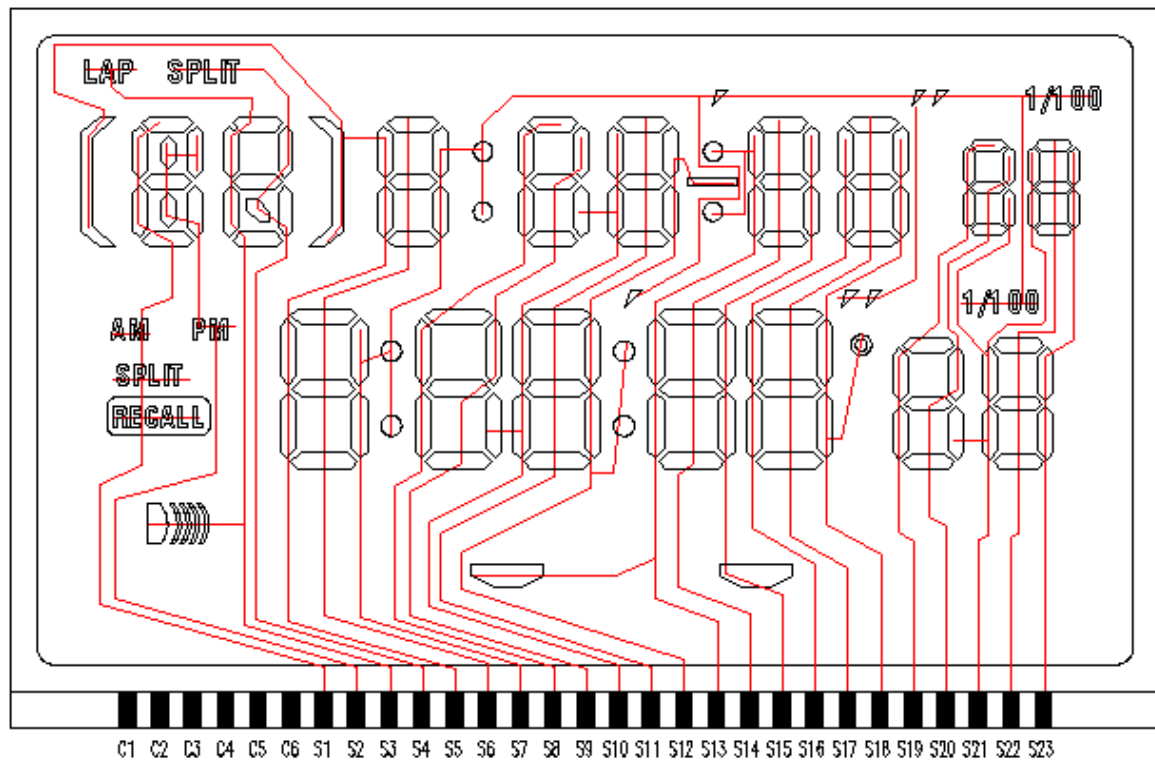 LAP SPLIT
1/100
1/100
AM PM
SPLIT
RECALL
C1 C2 C3 C4 C5 C6 S1 S2 S3 S4 S5 S6 S7 S8 S9 S10 S11 S12 S13 S14 S15 S16 S17 S18 S19 S20 S21 S22 S23